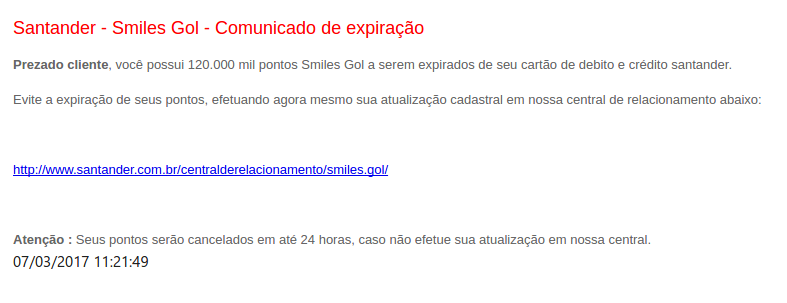 Santander - Smiles Gol - Comunicado de expiração
Prezado cliente, você possui 120.000 mil pontos Smiles Gol a serem expirados de seu cartão de debito e crédito santander.
Evite a expiração de seus pontos, efetuando agora mesmo sua atualização cadastral em nossa central de relacionamento abaixo:
http://www.santander.com.br/centralderelacionamento/smiles.gol/
Atenção : Seus pontos serão cancelados em até 24 horas, caso não efetue sua atualização em nossa central.
07/03/2017 11:21:49